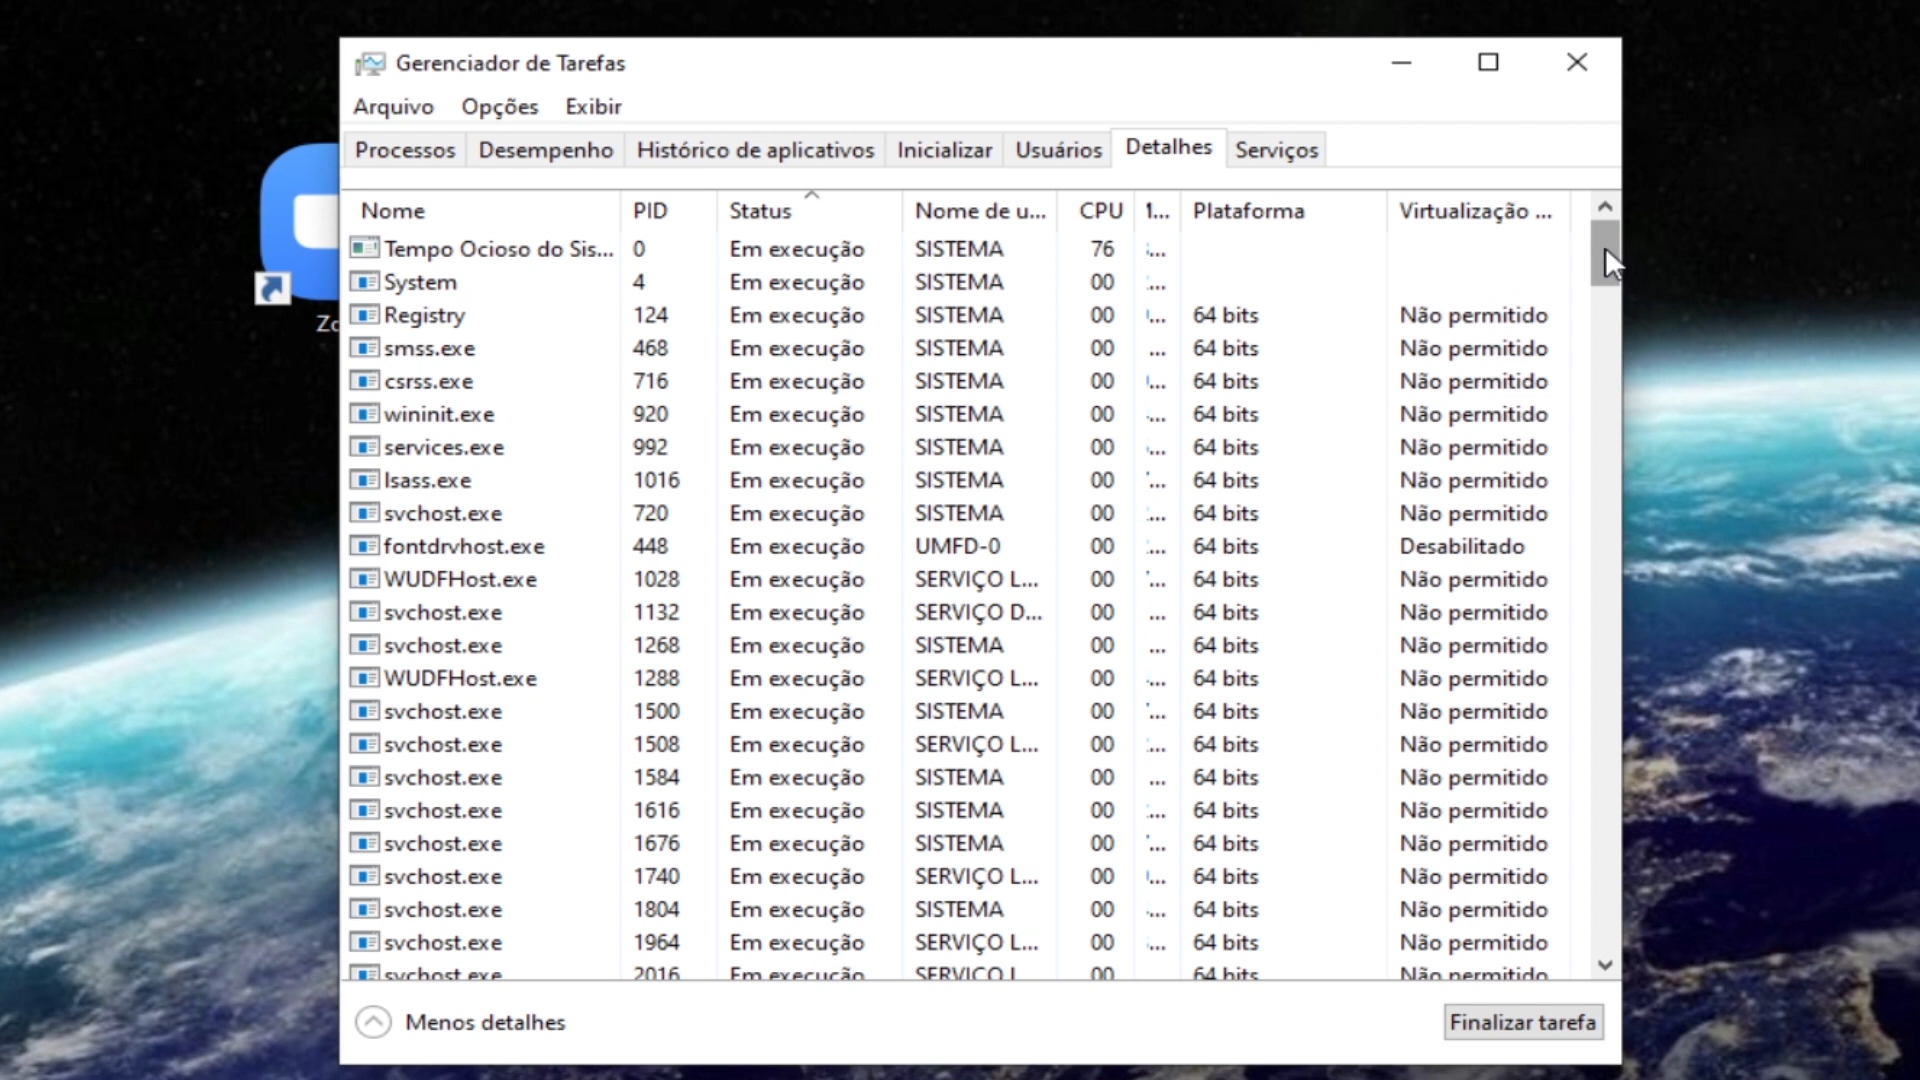 Gerenciador de Tarefas
Arquivo Opções Exibir
Processos Desempenho Histórico de aplicativos Inicializar Usuários Detalhes Serviços
Nome PID Status Nome de u... CPU Plataforma Virtualização ...
Tempo Ocioso do Sis... 0 Em execução SISTEMA 76 ...
System 4 Em execução SISTEMA 00 ...
Registry 124 Em execução SISTEMA 00 ... 64 bits Não permitido
smss.exe 468 Em execução SISTEMA 00 ... 64 bits Não permitido
csrss.exe 716 Em execução SISTEMA 00 ... 64 bits Não permitido
wininit.exe 920 Em execução SISTEMA 00 ... 64 bits Não permitido
services.exe 992 Em execução SISTEMA 00 ... 64 bits Não permitido
lsass.exe 1016 Em execução SISTEMA 00 ... 64 bits Não permitido
svchost.exe 720 Em execução SISTEMA 00 ... 64 bits Não permitido
fontdrvhost.exe 448 Em execução UMFD-0 00 ... 64 bits Desabilitado
WUDFHost.exe 1028 Em execução SERVIÇO L... 00 ... 64 bits Não permitido
svchost.exe 1132 Em execução SERVIÇO D... 00 ... 64 bits Não permitido
svchost.exe 1268 Em execução SISTEMA 00 ... 64 bits Não permitido
WUDFHost.exe 1288 Em execução SERVIÇO L... 00 ... 64 bits Não permitido
svchost.exe 1500 Em execução SISTEMA 00 ... 64 bits Não permitido
svchost.exe 1508 Em execução SERVIÇO L... 00 ... 64 bits Não permitido
svchost.exe 1584 Em execução SISTEMA 00 ... 64 bits Não permitido
svchost.exe 1616 Em execução SISTEMA 00 ... 64 bits Não permitido
svchost.exe 1676 Em execução SISTEMA 00 ... 64 bits Não permitido
svchost.exe 1740 Em execução SERVIÇO L... 00 ... 64 bits Não permitido
svchost.exe 1804 Em execução SISTEMA 00 ... 64 bits Não permitido
svchost.exe 1964 Em execução SERVIÇO L... 00 ... 64 bits Não permitido
svchost.exe 2016 Em execução SERVIÇO L... 00 64 bits Não permitido
Menos detalhes Finalizar tarefa
Zo